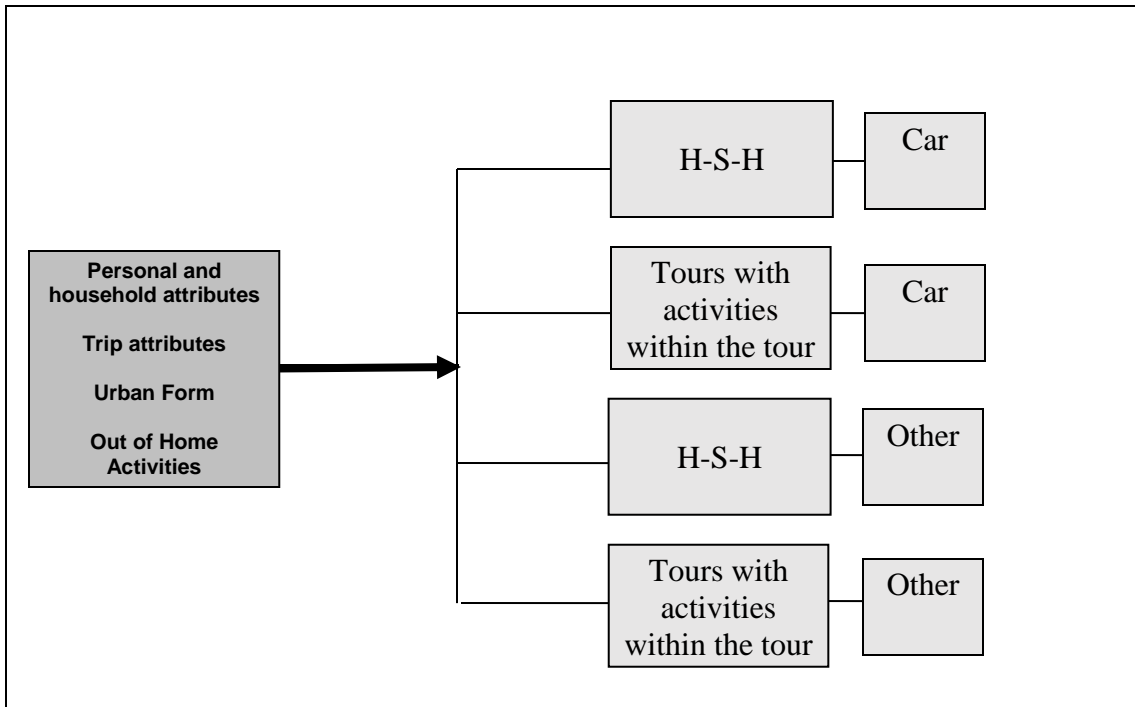 Personal and
household attributes
Trip attributes
Urban Form
Out of Home
Activities
H-S-H
Car
Tours with
activities
within the tour
Car
H-S-H
Other
Tours with
activities
within the tour
Other